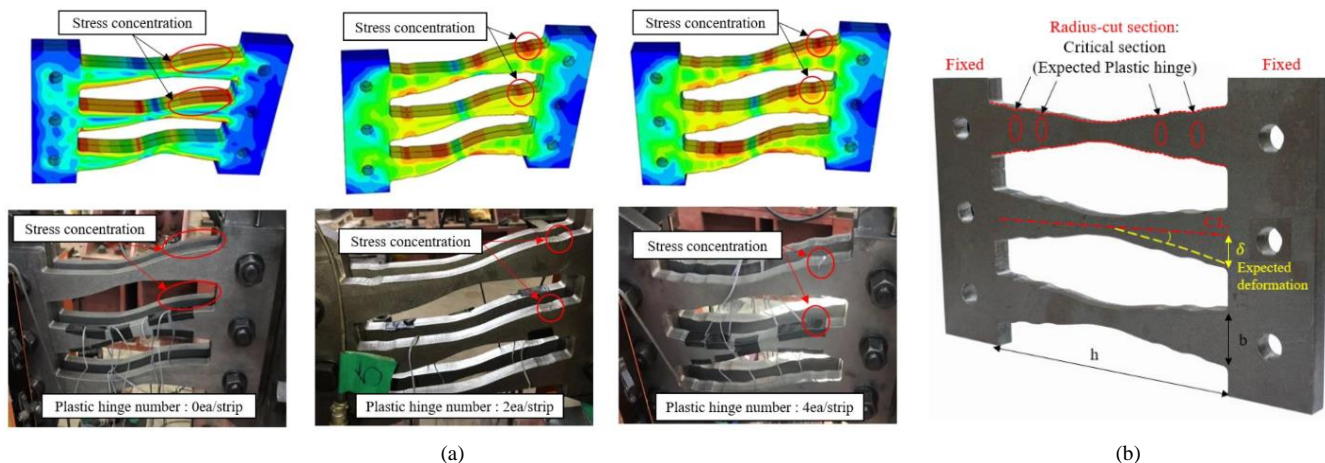 Stress concentration
Stress concentration
Stress concentration
Stress concentration
Stress concentration
Stress concentration
Plastic hinge number : 0ea/strip
Plastic hinge number : 2ea/strip
Plastic hinge number : 4ea/strip
(a)
Radius-cut section:
Critical section
(Expected Plastic hinge)
Fixed
Fixed
C.L
δ
Expected
deformation
b
h
(b)